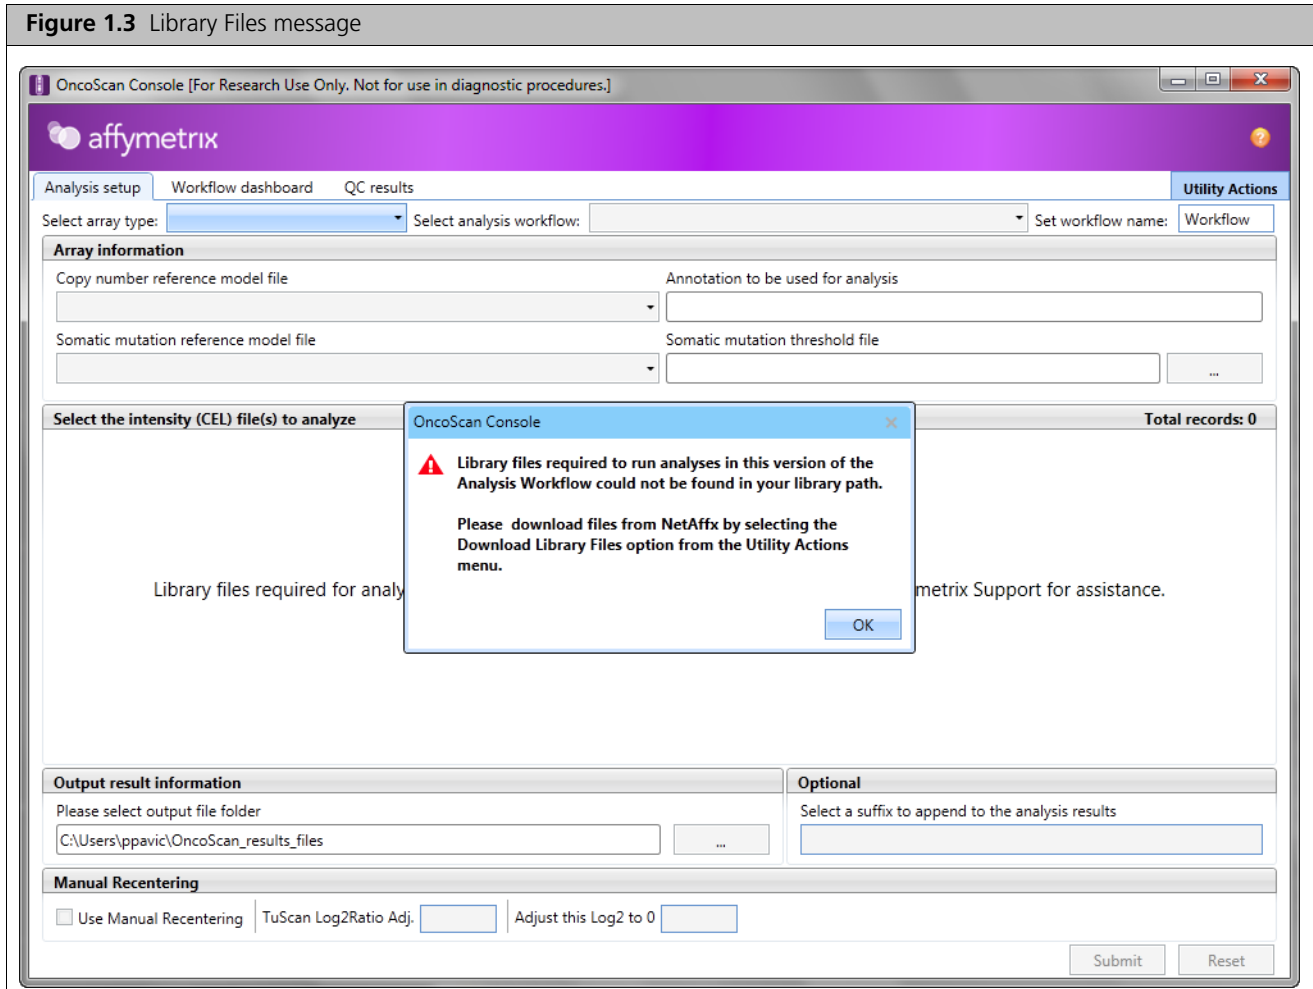 Figure 1.3 Library Files message
OncoScan Console [For Research Use Only. Not for use in diagnostic procedures.]
affymetrix
?
Analysis setup Workflow dashboard QC results Utility Actions
Select array type: Select analysis workflow: Set workflow name: Workflow
Array information
Copy number reference model file Annotation to be used for analysis
Somatic mutation reference model file Somatic mutation threshold file
...
Select the intensity (CEL) file(s) to analyze Total records: 0
OncoScan Console
Library files required to run analyses in this version of the
Analysis Workflow could not be found in your library path.
Please download files from NetAffx by selecting the
Download Library Files option from the Utility Actions
menu.
Library files required for analy metrix Support for assistance.
OK
Output result information Optional
Please select output file folder Select a suffix to append to the analysis results
C:\Users\ppavic\OncoScan_results_files ...
Manual Recentering
Use Manual Recentering TuScan Log2Ratio Adj. Adjust this Log2 to 0
Submit Reset